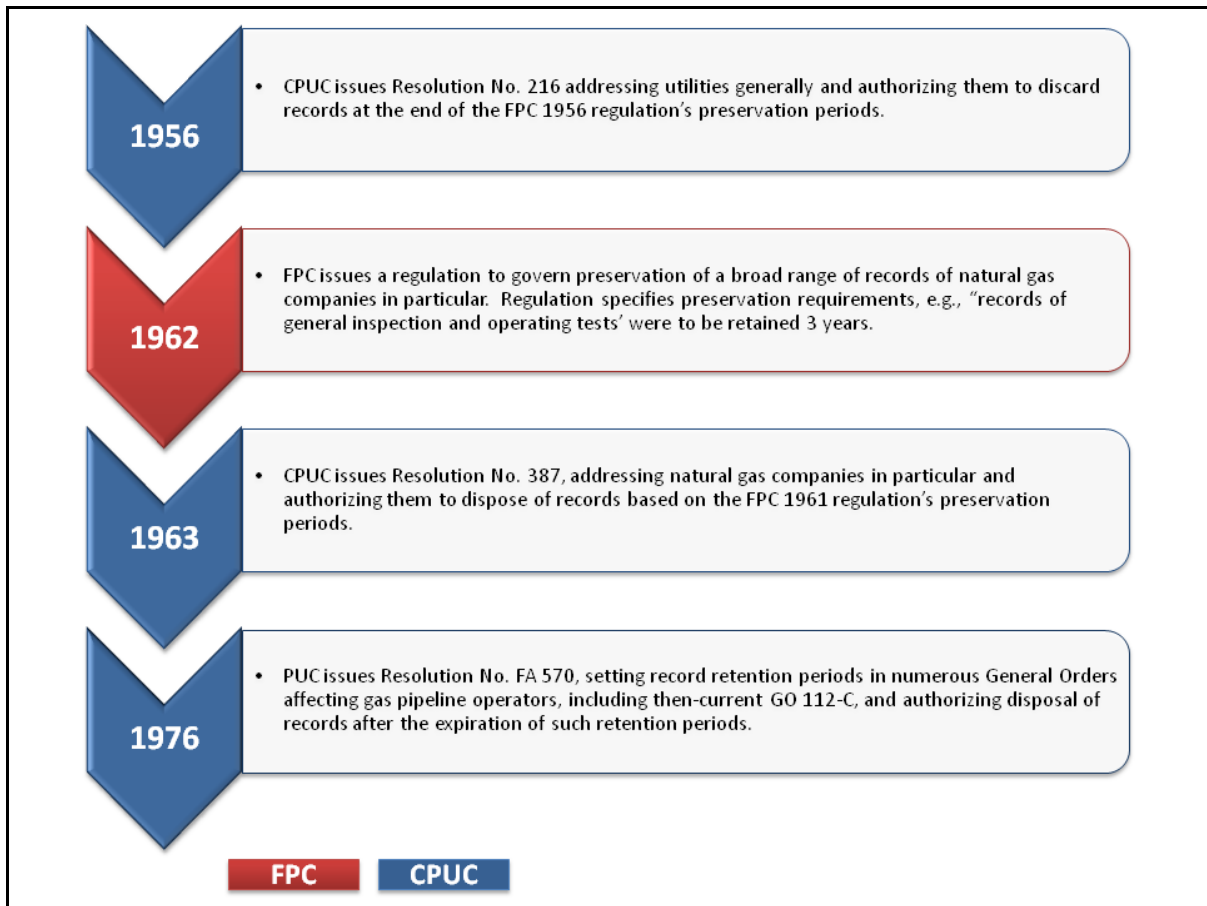 1956
• CPUC issues Resolution No. 216 addressing utilities generally and authorizing them to discard
records at the end of the FPC 1956 regulation’s preservation periods.
1962
• FPC issues a regulation to govern preservation of a broad range of records of natural gas
companies in particular. Regulation specifies preservation requirements, e.g., “records of
general inspection and operating tests’ were to be retained 3 years.
1963
• CPUC issues Resolution No. 387, addressing natural gas companies in particular and
authorizing them to dispose of records based on the FPC 1961 regulation’s preservation
periods.
1976
• PUC issues Resolution No. FA 570, setting record retention periods in numerous General Orders
affecting gas pipeline operators, including then-current GO 112-C, and authorizing disposal of
records after the expiration of such retention periods.
FPC
CPUC